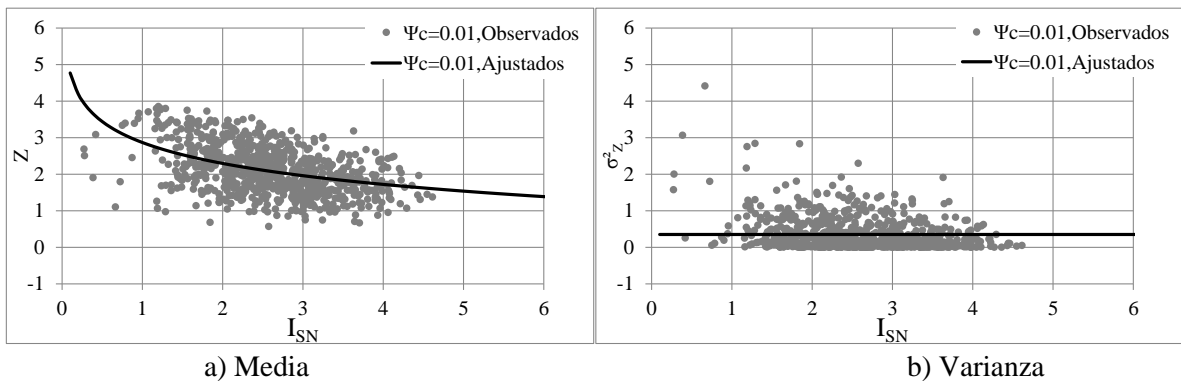 6
5
4
3
2
1
0
-1
Z
Ψc=0.01,Observados
Ψc=0.01,Ajustados
0 1 2 3 4 5 6
I_SN
a) Media
6
5
4
3
2
1
0
-1
σ²_Z
Ψc=0.01,Observados
Ψc=0.01,Ajustados
0 1 2 3 4 5 6
I_SN
b) Varianza